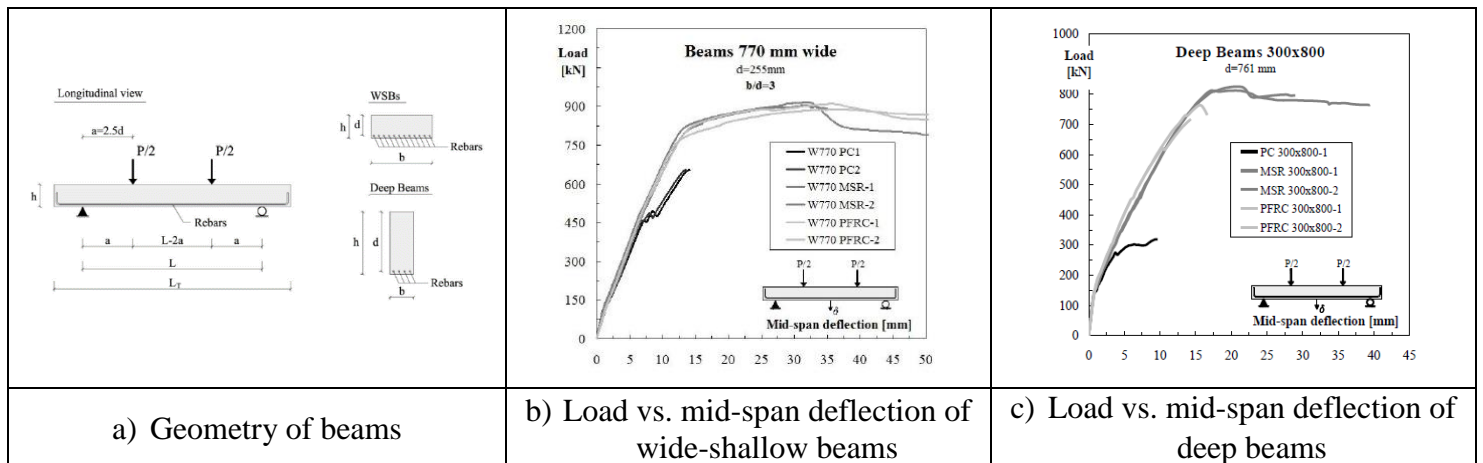 Longitudinal view
a=2.5d
P/2
P/2
h
Rebars
a
L-2a
a
L
L_T
WSBs
h
d
Rebars
b
Deep Beams
h
d
Rebars
b
a) Geometry of beams
1200
Load
[kN]
1050
900
750
600
450
300
150
0
Beams 770 mm wide
d=255mm
b/d=3
W770 PC1
W770 PC2
W770 MSR-1
W770 MSR-2
W770 PFRC-1
W770 PFRC-2
P/2
P/2
δ
Mid-span deflection [mm]
0 5 10 15 20 25 30 35 40 45 50
b) Load vs. mid-span deflection of
wide-shallow beams
1000
Load
[kN]
900
800
700
600
500
400
300
200
100
0
Deep Beams 300x800
d=761 mm
PC 300x800-1
MSR 300x800-1
MSR 300x800-2
PFRC 300x800-1
PFRC 300x800-2
P/2
P/2
δ
Mid-span deflection [mm]
0 5 10 15 20 25 30 35 40 45
c) Load vs. mid-span deflection of
deep beams